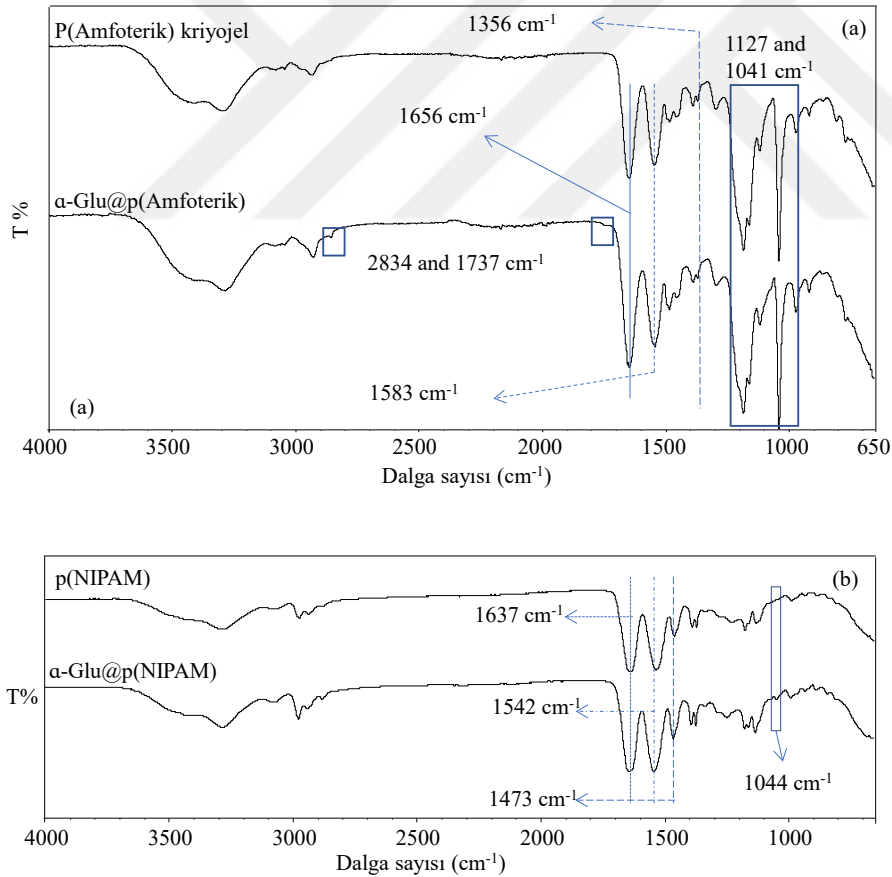 P(Amfoterik) kriyojel
1356 cm⁻¹
(a)
1127 and
1041 cm⁻¹
1656 cm⁻¹
α-Glu@p(Amfoterik)
T %
2834 and 1737 cm⁻¹
1583 cm⁻¹
(a)
4000 3500 3000 2500 2000 1500 1000 650
Dalga sayısı (cm⁻¹)
p(NIPAM)
(b)
1637 cm⁻¹
α-Glu@p(NIPAM)
T%
1542 cm⁻¹
1044 cm⁻¹
1473 cm⁻¹
4000 3500 3000 2500 2000 1500 1000
Dalga sayısı (cm⁻¹)